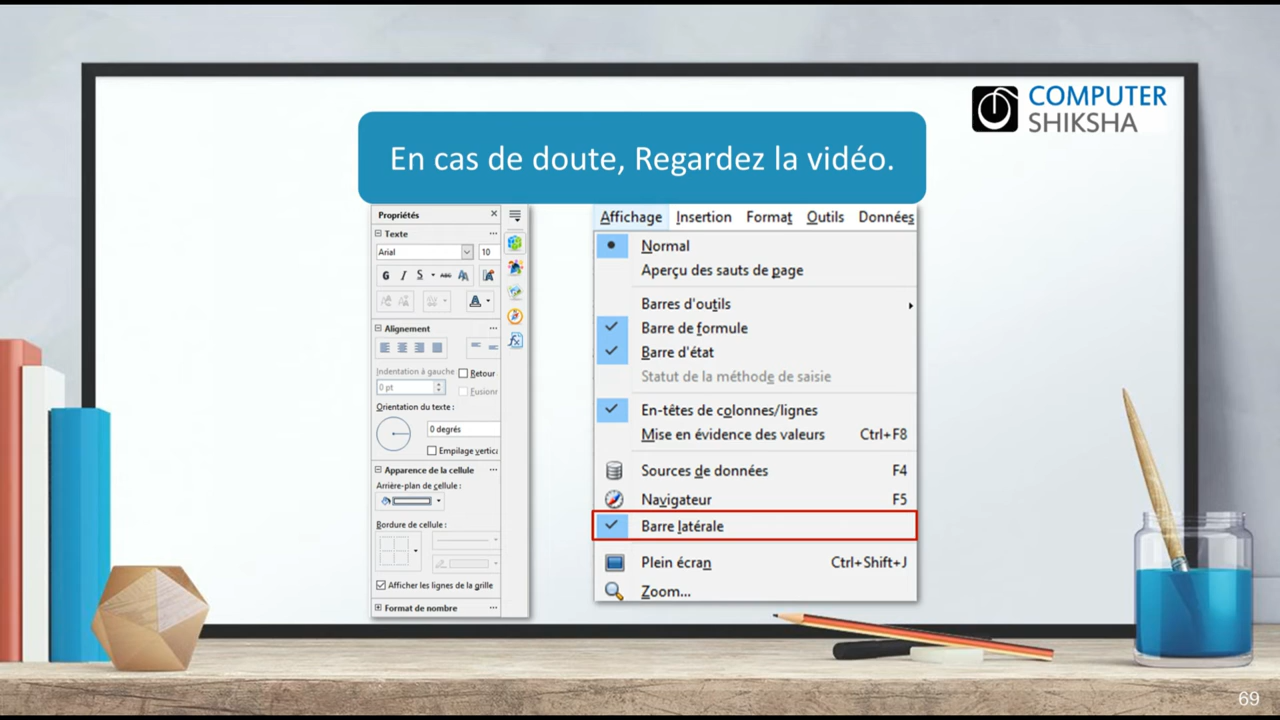 COMPUTER
SHIKSHA
En cas de doute, Regardez la vidéo.
Propriétés
Texte
Arial
10
G I S ABC AA
Alignement
Indentation à gauche
Retour
0 pt
Fusionn
Orientation du texte :
0 degrés
Empilage vertica
Apparence de la cellule
Arrière-plan de cellule :
Bordure de cellule :
Afficher les lignes de la grille
Format de nombre
Affichage Insertion Format Outils Données
Normal
Aperçu des sauts de page
Barres d'outils
Barre de formule
Barre d'état
Statut de la méthode de saisie
En-têtes de colonnes/lignes
Mise en évidence des valeurs Ctrl+F8
Sources de données F4
Navigateur F5
Barre latérale
Plein écran Ctrl+Shift+J
Zoom...
69